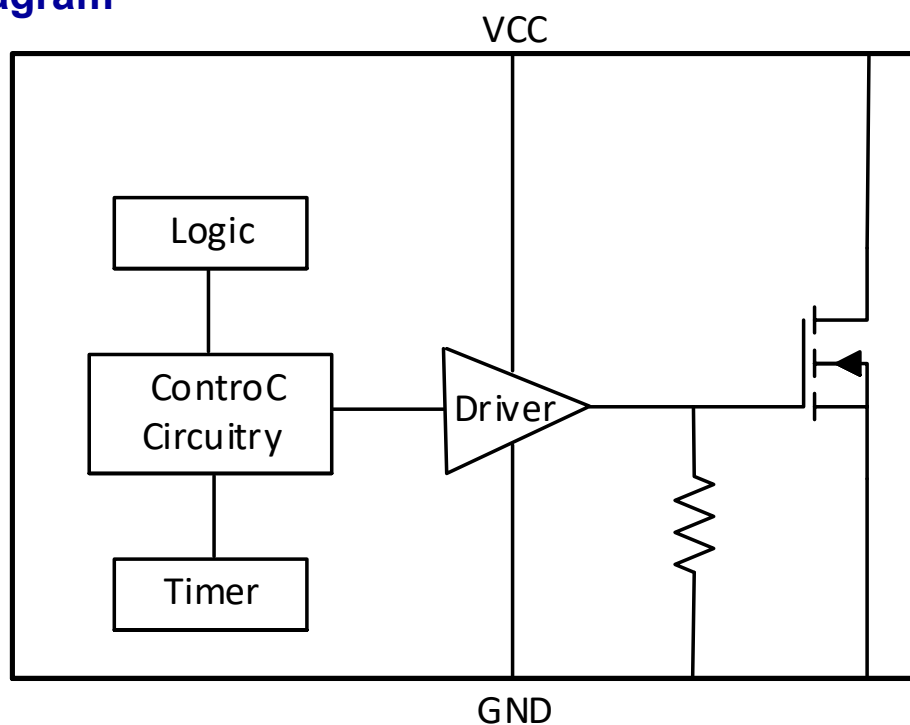 agram
VCC
Logic
ControC
Circuitry
Driver
Timer
GND